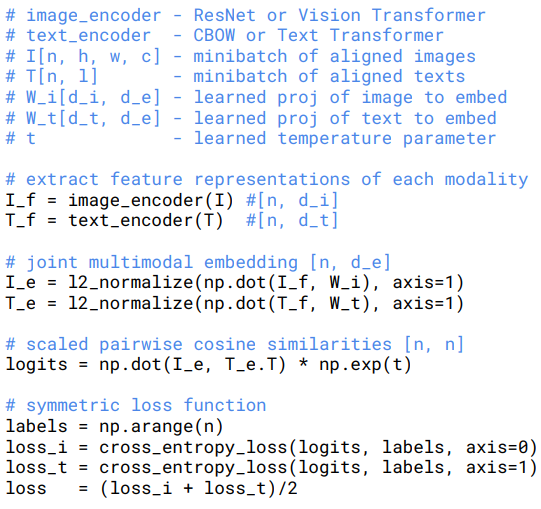 # image_encoder - ResNet or Vision Transformer
# text_encoder  - CBOW or Text Transformer
# I[n, h, w, c] - minibatch of aligned images
# T[n, l]       - minibatch of aligned texts
# W_i[d_i, d_e] - learned proj of image to embed
# W_t[d_t, d_e] - learned proj of text to embed
# t             - learned temperature parameter

# extract feature representations of each modality
I_f = image_encoder(I) #[n, d_i]
T_f = text_encoder(T)  #[n, d_t]

# joint multimodal embedding [n, d_e]
I_e = l2_normalize(np.dot(I_f, W_i), axis=1)
T_e = l2_normalize(np.dot(T_f, W_t), axis=1)

# scaled pairwise cosine similarities [n, n]
logits = np.dot(I_e, T_e.T) * np.exp(t)

# symmetric loss function
labels = np.arange(n)
loss_i = cross_entropy_loss(logits, labels, axis=0)
loss_t = cross_entropy_loss(logits, labels, axis=1)
loss   = (loss_i + loss_t)/2